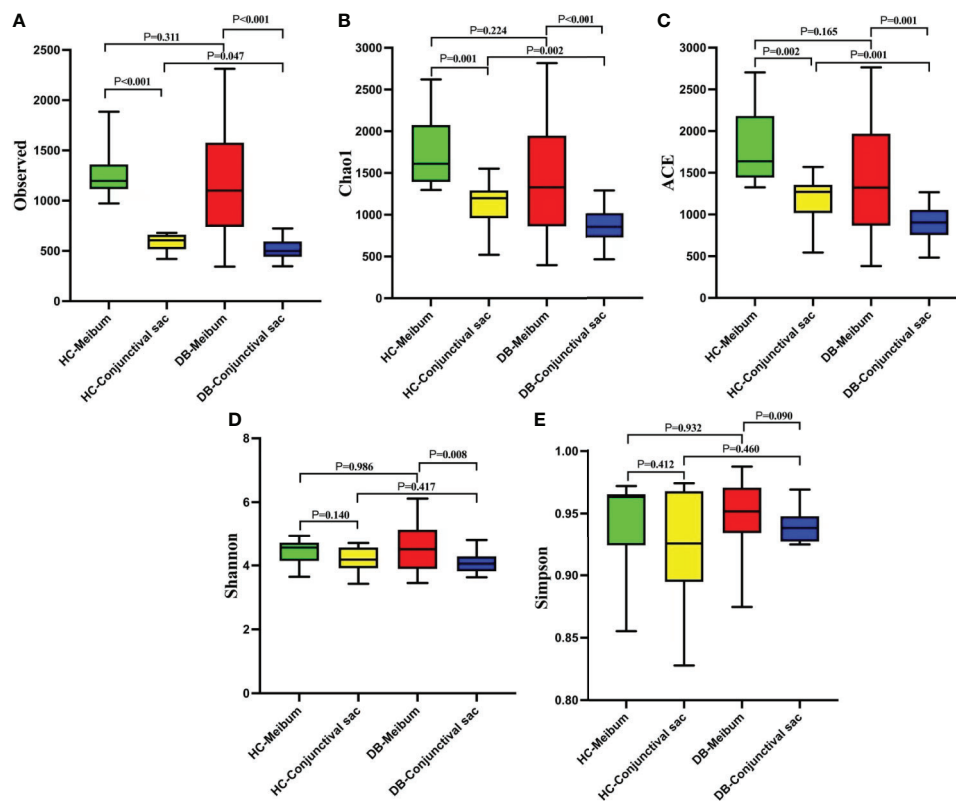 A
P<0.001
P=0.311
P=0.047
P<0.001
2500
2000
1500
1000
500
0
Observed
HC-Meibum
HC-Conjunctival sac
DB-Meibum
DB-Conjunctival sac
B
P<0.001
P=0.224
P=0.002
P=0.001
3000
2500
2000
1500
1000
500
0
Chao1
HC-Meibum
HC-Conjunctival sac
DB-Meibum
DB-Conjunctival sac
C
P=0.001
P=0.165
P=0.002
P=0.001
3000
2500
2000
1500
1000
500
0
ACE
HC-Meibum
HC-Conjunctival sac
DB-Meibum
DB-Conjunctival sac
D
P=0.986
P=0.008
P=0.417
P=0.140
8
6
4
2
0
Shannon
HC-Meibum
HC-Conjunctival sac
DB-Meibum
DB-Conjunctival sac
E
P=0.090
P=0.932
P=0.460
P=0.412
1.00
0.95
0.90
0.85
0.80
Simpson
HC-Meibum
HC-Conjunctival sac
DB-Meibum
DB-Conjunctival sac